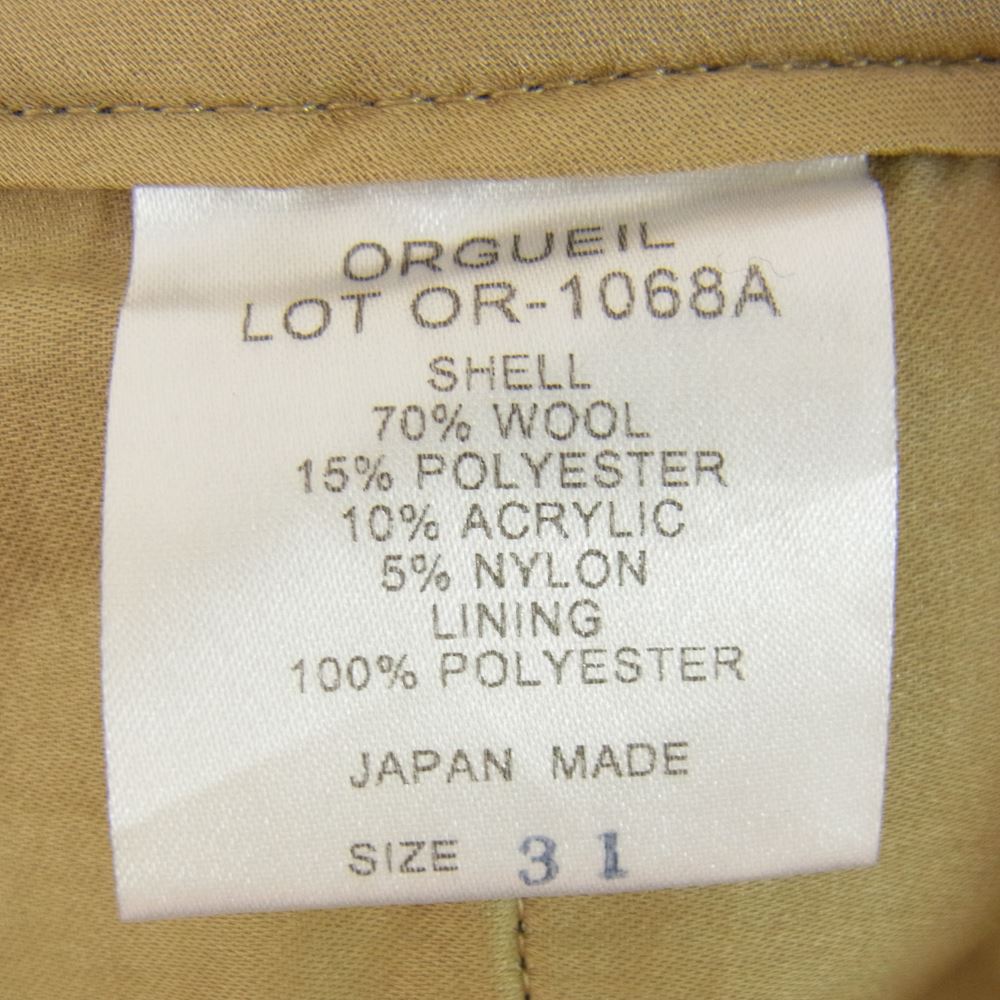 ORGUEIL
LOT OR-1068A
SHELL
70% WOOL
15% POLYESTER
10% ACRYLIC
5% NYLON
LINING
100% POLYESTER
JAPAN MADE
SIZE 31